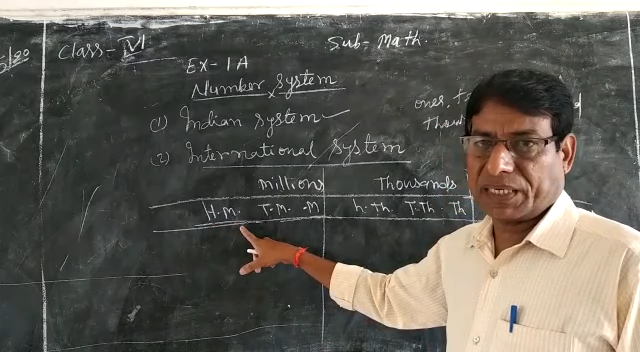 Class - VI
Sub - Math.
Ex - 1A
Number system
(1) Indian system
ones, 
(2) International system
millions Thousands
H.M. T.M. .M h.Th. T.Th. Th